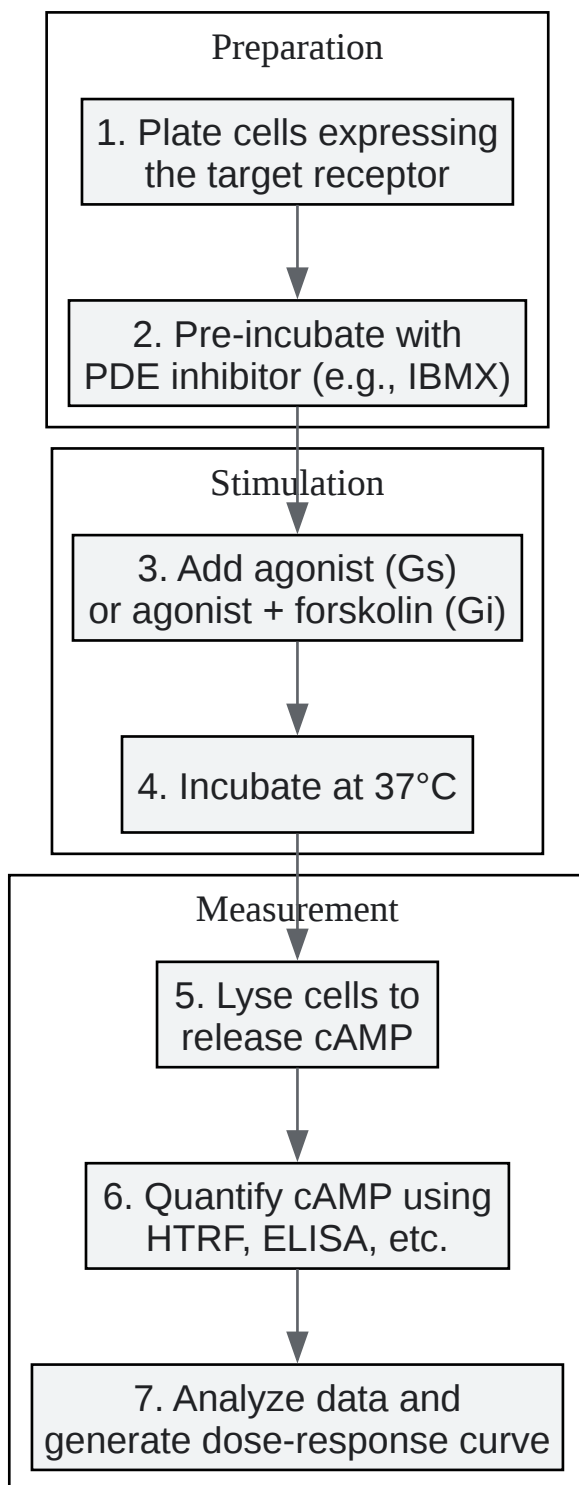 Preparation
1. Plate cells expressing
the target receptor
2. Pre-incubate with
PDE inhibitor (e.g., IBMX)
Stimulation
3. Add agonist (Gs)
or agonist + forskolin (Gi)
4. Incubate at 37°C
Measurement
5. Lyse cells to
release cAMP
6. Quantify cAMP using
HTRF, ELISA, etc.
7. Analyze data and
generate dose-response curve